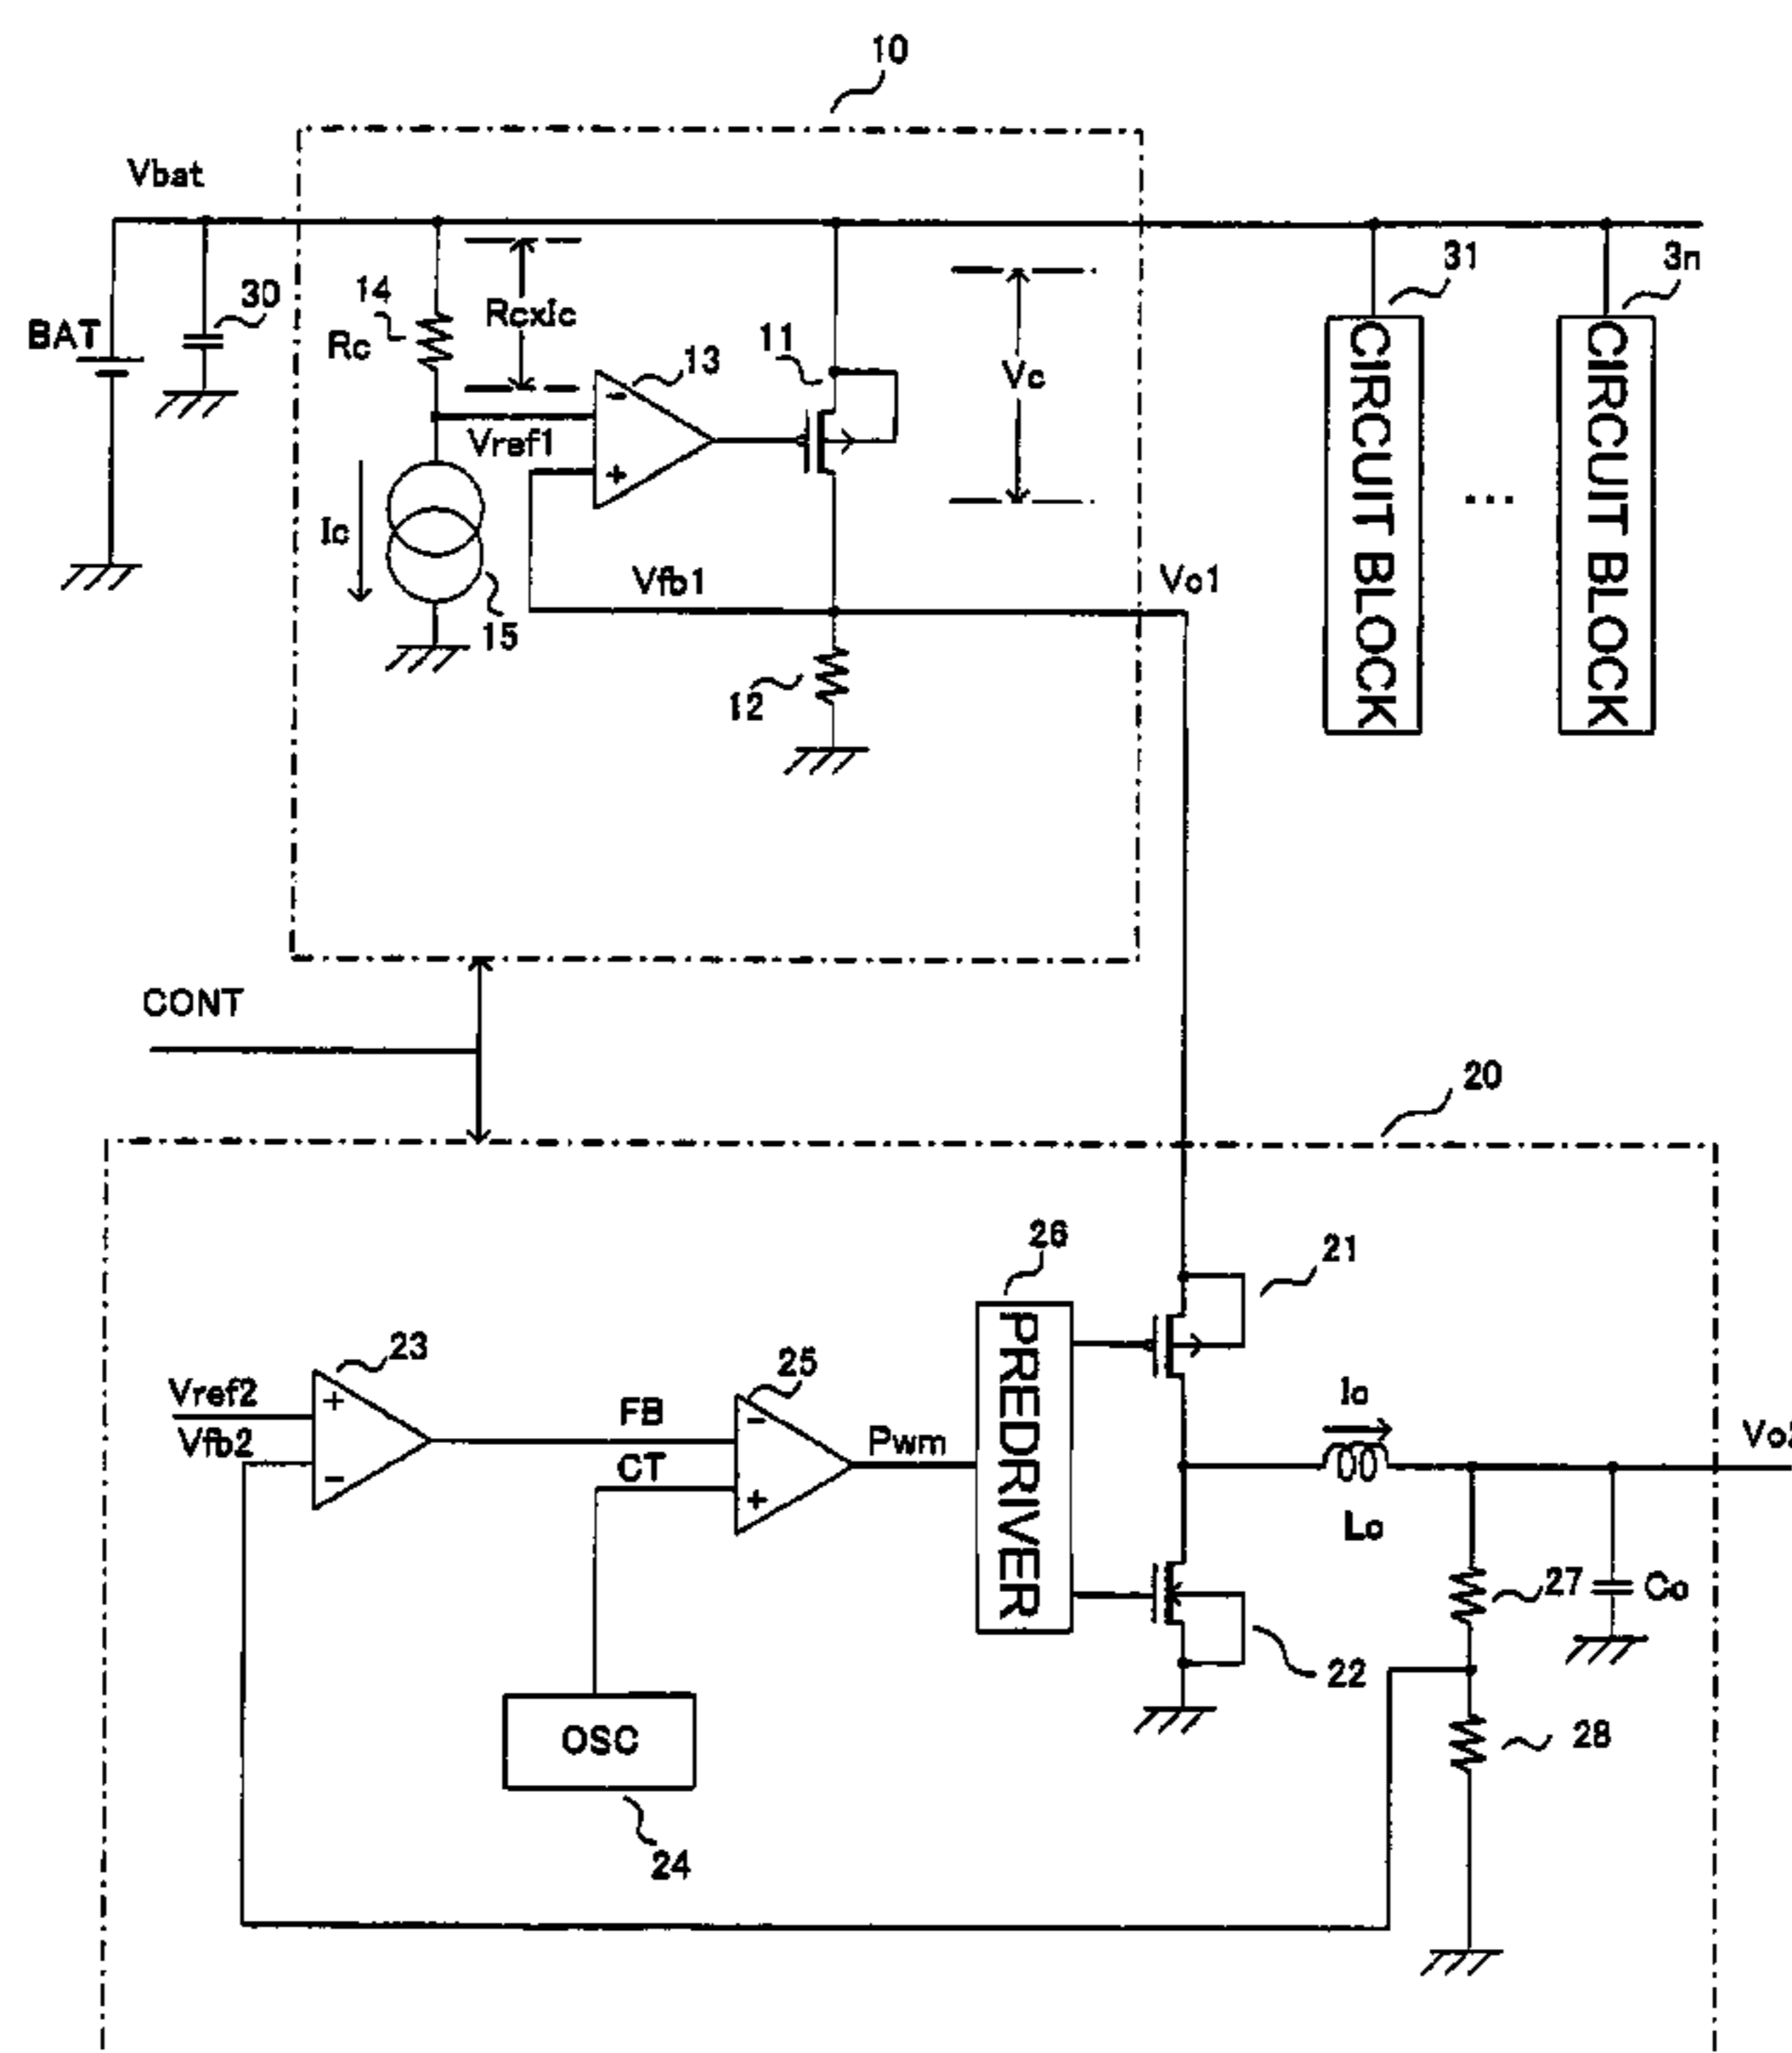 10
Vbat
31
3n
14
30
RcxIc
BAT
Rc
11
13
Vc
-
Vref1
+
Ic
15
Vfb1
Vo1
12
CIRCUIT BLOCK
...
CIRCUIT BLOCK
CONT
20
26
21
23
25
Vref2
+
FB
-
Pwm
Io
Vfb2
-
CT
+
PREDRIVER
Lo
27
Co
22
OSC
28
24